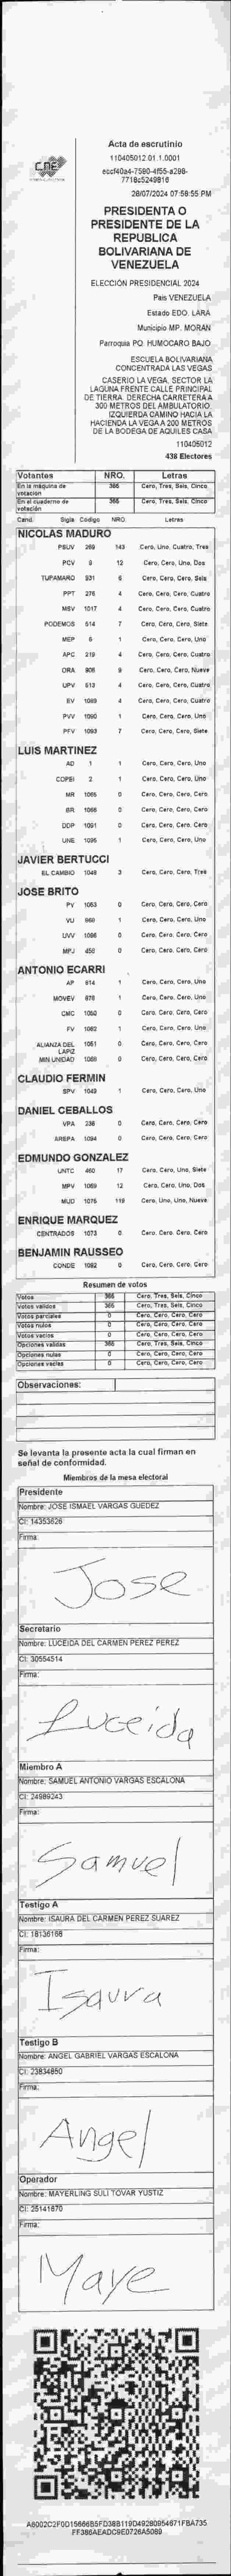 CNE
Acta de escrutinio
110405012.01.1.0001
28/07/2024 07:58:55 PM
PRESIDENTA O
PRESIDENTE DE LA
REPUBLICA
BOLIVARIANA DE
VENEZUELA
ELECCIÓN PRESIDENCIAL 2024
Pais VENEZUELA
Estado EDO. LARA
Municipio MP. MORAN
Parroquia PQ. HUMOCARO BAJO
ESCUELA BOLIVARIANA
CONCENTRADA LAS VEGAS
CASERIO LA VEGA, SECTOR LA
LAGUNA FRENTE CALLE PRINCIPAL
DE TIERRA. DERECHA CARRETERA A
300 METROS DEL AMBULATORIO.
IZQUIERDA CAMINO HACIA LA
HACIENDA LA VEGA A 200 METROS
DE LA BODEGA DE AQUILES CASA
110405012
438 Electores
Votantes NRO. Letras
En la máquina de votación Cero, Tres, Seis, Cinco
En el cuaderno de votación Cero, Tres, Seis, Cinco
Cand. Sigla Código NRO. Letras
NICOLAS MADURO
PSUV 269 143 Cero, Uno, Cuatro, Tres
PCV 9 12 Cero, Cero, Uno, Dos
TUPAMARO 931 6 Cero, Cero, Cero, Seis
PPT 276 4 Cero, Cero, Cero, Cuatro
MSV 1017 4 Cero, Cero, Cero, Cuatro
PODEMOS 514 7 Cero, Cero, Cero, Siete
MEP 6 1 Cero, Cero, Cero, Uno
APC 219 4 Cero, Cero, Cero, Cuatro
ORA 906 9 Cero, Cero, Cero, Nueve
UPV 613 4 Cero, Cero, Cero, Cuatro
EV 1089 4 Cero, Cero, Cero, Cuatro
PVV 1090 1 Cero, Cero, Cero, Uno
PFV 1093 7 Cero, Cero, Cero, Siete
LUIS MARTINEZ
AD 1 1 Cero, Cero, Cero, Uno
COPEI 2 1 Cero, Cero, Cero, Uno
MR 1065 0 Cero, Cero, Cero, Cero
BR 1066 0 Cero, Cero, Cero, Cero
DDP 1091 0 Cero, Cero, Cero, Cero
UNE 1095 1 Cero, Cero, Cero, Uno
JAVIER BERTUCCI
EL CAMBIO 1048 3 Cero, Cero, Cero, Tres
JOSE BRITO
PV 1053 0 Cero, Cero, Cero, Cero
VU 960 1 Cero, Cero, Cero, Uno
UVV 1096 0 Cero, Cero, Cero, Cero
MPJ 458 0 Cero, Cero, Cero, Cero
ANTONIO ECARRI
AP 814 1 Cero, Cero, Cero, Uno
MOVEV 878 1 Cero, Cero, Cero, Uno
CMC 1050 0 Cero, Cero, Cero, Cero
FV 1062 1 Cero, Cero, Cero, Uno
ALIANZA DEL LAPIZ 1061 0 Cero, Cero, Cero, Cero
MIN UNIDAD 1068 0 Cero, Cero, Cero, Cero
CLAUDIO FERMIN
SPV 1049 1 Cero, Cero, Cero, Uno
DANIEL CEBALLOS
VPA 238 0 Cero, Cero, Cero, Cero
AREPA 1094 0 Cero, Cero, Cero, Cero
EDMUNDO GONZALEZ
UNTC 460 17 Cero, Cero, Uno, Siete
MPV 1069 12 Cero, Cero, Uno, Dos
MUD 1076 119 Cero, Uno, Uno, Nueve
ENRIQUE MARQUEZ
CENTRADOS 1073 0 Cero, Cero, Cero, Cero
BENJAMIN RAUSSEO
CONDE 1082 0 Cero, Cero, Cero, Cero
Resumen de votos
Votos Cero, Tres, Seis, Cinco
Votos válidos Cero, Tres, Seis, Cinco
Votos parciales 0 Cero, Cero, Cero, Cero
Votos nulos 0 Cero, Cero, Cero, Cero
Votos vacíos 0 Cero, Cero, Cero, Cero
Opciones válidas Cero, Tres, Seis, Cinco
Opciones nulas 0 Cero, Cero, Cero, Cero
Opciones vacías 0 Cero, Cero, Cero, Cero
Observaciones:
Se levanta la presente acta la cual firman en
señal de conformidad.
Miembros de la mesa electoral
Presidente
Nombre: JOSE ISMAEL VARGAS GUEDEZ
CI: 14353626
Firma:
Jose
Secretario
Nombre: LUCEIDA DEL CARMEN PEREZ PEREZ
CI: 30554514
Firma:
Luceida
Miembro A
Nombre: SAMUEL ANTONIO VARGAS ESCALONA
CI: 24989243
Firma:
Samuel
Testigo A
Nombre: ISAURA DEL CARMEN PEREZ SUAREZ
CI: 18136168
Firma:
Isaura
Testigo B
Nombre: ANGEL GABRIEL VARGAS ESCALONA
CI: 23834850
Firma:
Angel
Operador
Nombre: MAYERLING SULI TOVAR YUSTIZ
CI: 25141670
Firma:
Maye